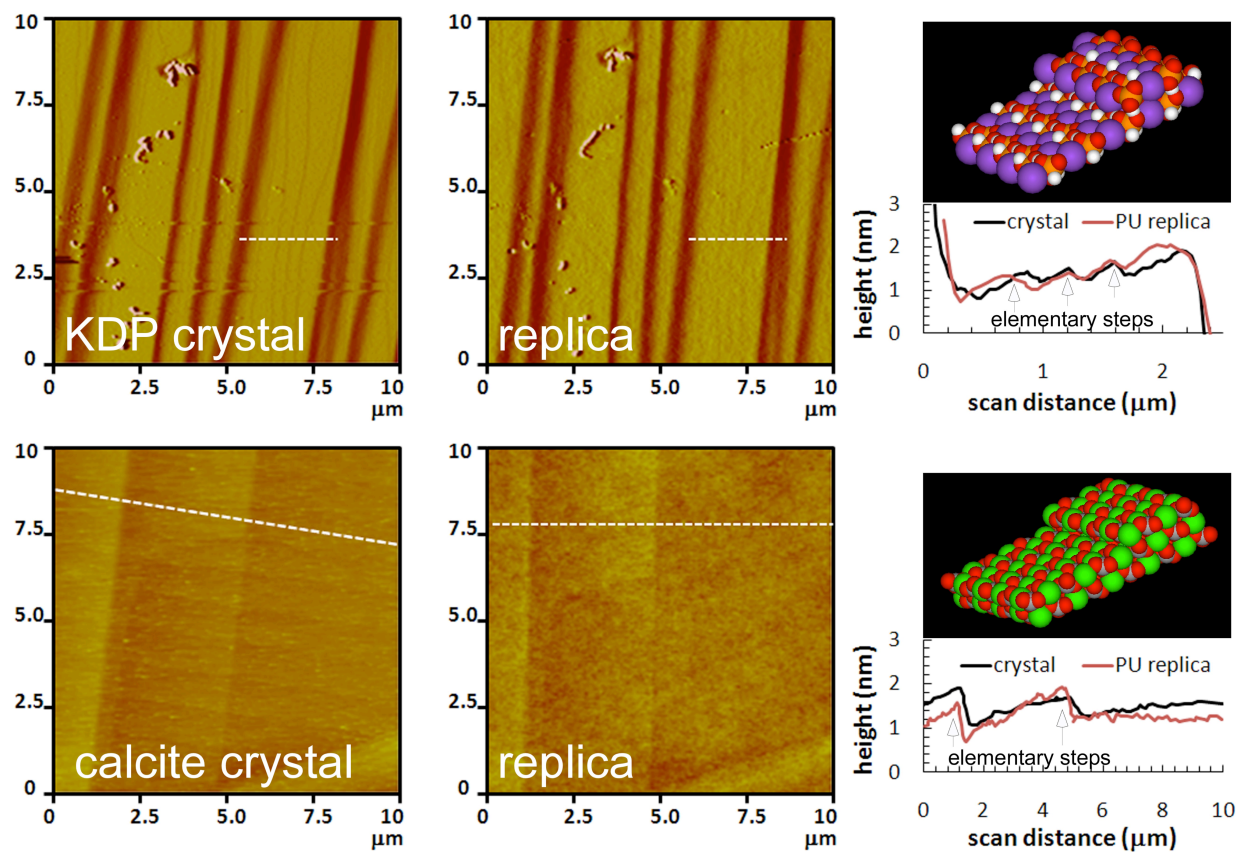 10
7.5
5.0
2.5
0
KDP crystal
0 2.5 5.0 7.5 10
µm
10
7.5
5.0
2.5
0
replica
0 2.5 5.0 7.5 10
µm
3
2
1
0
height (nm)
crystal PU replica
elementary steps
0 1 2
scan distance (µm)
10
7.5
5.0
2.5
0
calcite crystal
0 2.5 5.0 7.5 10
µm
10
7.5
5.0
2.5
0
replica
0 2.5 5.0 7.5 10
µm
3
2
1
0
height (nm)
crystal PU replica
elementary steps
0 2 4 6 8 10
scan distance (µm)